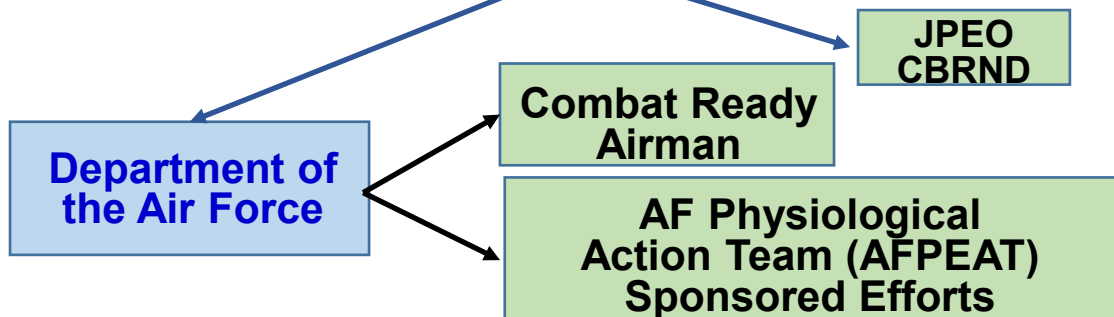 JPEO
CBRND
Combat Ready
Airman
Department of
the Air Force
AF Physiological
Action Team (AFPEAT)
Sponsored Efforts